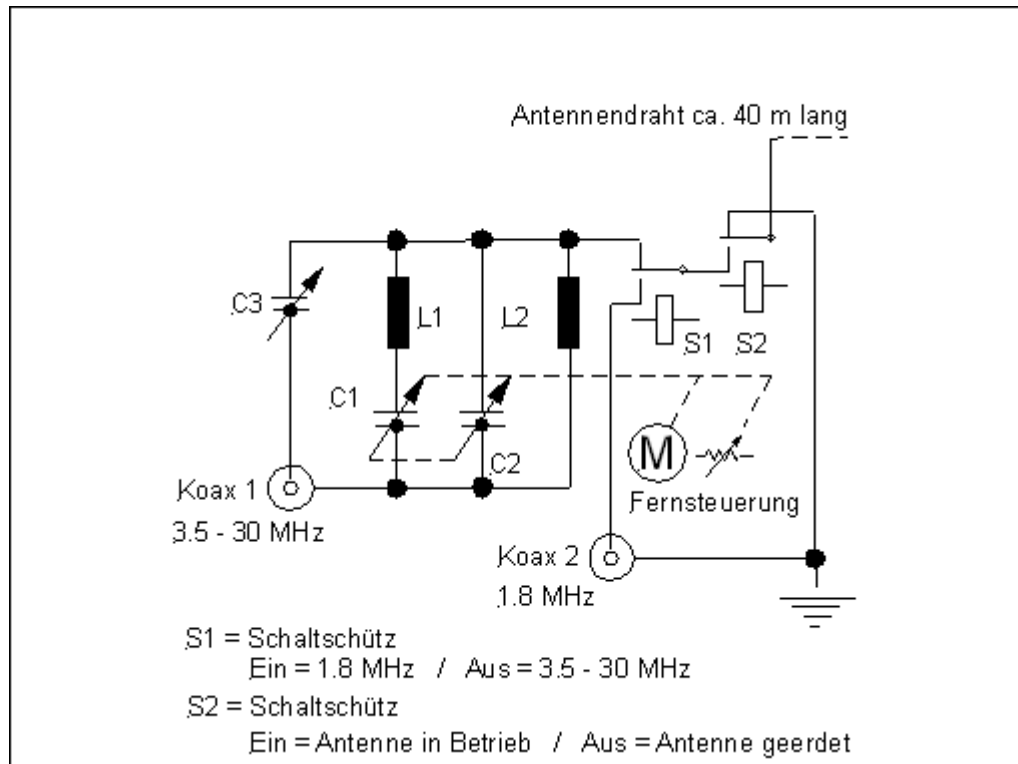 Antennendraht ca. 40 m lang
C3
L1
L2
S1
S2
C1
C2
M
Koax 1
3.5 - 30 MHz
Fernsteuerung
Koax 2
1.8 MHz
S1 = Schaltschütz
Ein = 1.8 MHz / Aus = 3.5 - 30 MHz
S2 = Schaltschütz
Ein = Antenne in Betrieb / Aus = Antenne geerdet